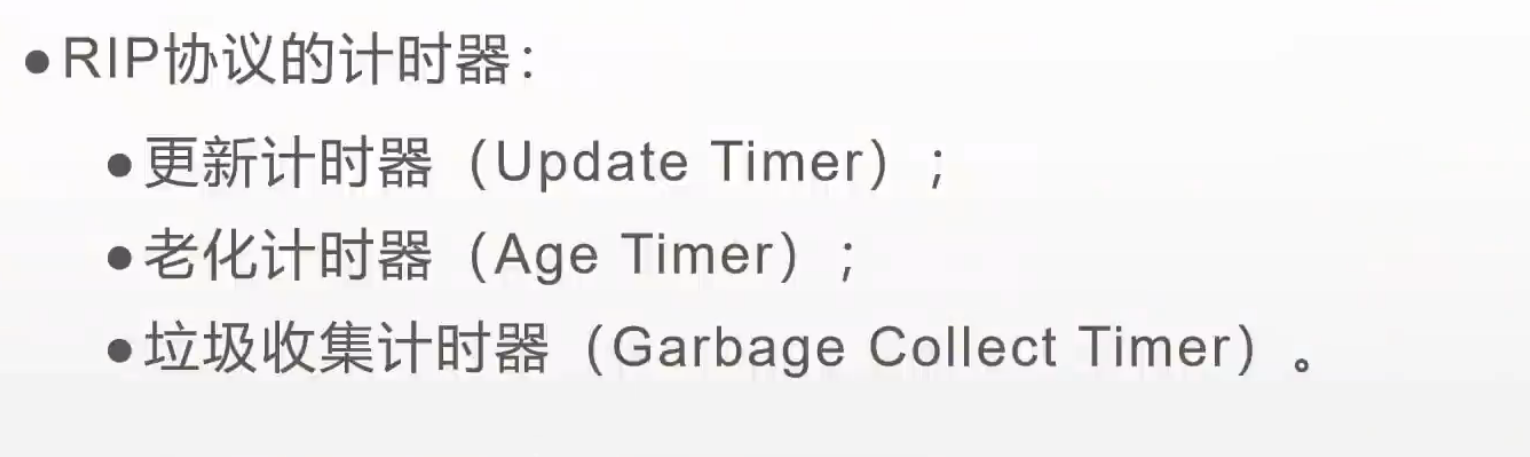 ●RIP协议的计时器：
●更新计时器（Update Timer）；
●老化计时器（Age Timer）；
●垃圾收集计时器（Garbage Collect Timer）。